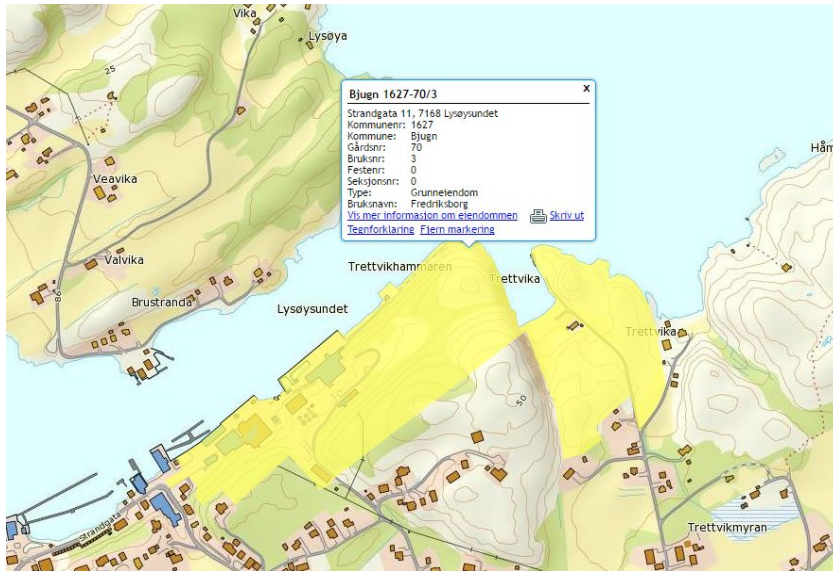 Vika
Lysøya
25
Bjugn 1627-70/3
x
Strandgata 11, 7168 Lysøysundet
Kommunenr: 1627
Kommune: Bjugn
Gårdsnr: 70
Bruksnr: 3
Festenr: 0
Seksjonsnr: 0
Type: Grunneiendom
Bruksnavn: Fredriksborg
Vis mer informasjon om eiendommen Skriv ut
Tegnforklaring Fjern markering
Håm
Veavika
Valvika
Trettvikhammaren
Trettvika
86
Brustranda
Lysøysundet
Trettvika
50
Strandgata
Trettvikmyran